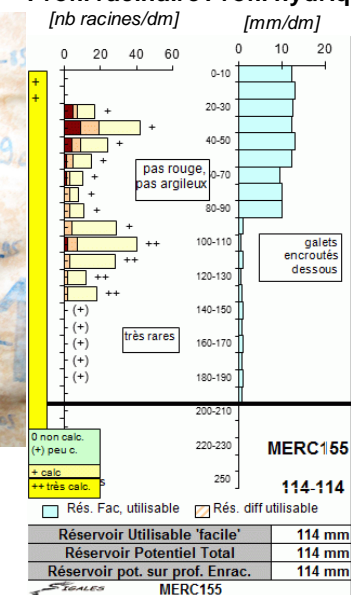 [nb racines/dm] [mm/dm]
0 20 40 60 0 10 20
+
+
0-10
20-30
40-50
60-70
80-90
100-110
120-130
140-150
160-170
180-190
200-210
220-230
250
+
+
+
+
+
+
+
+
++
++
++
++
(+)
(+)
(+)
(+)
(+)
pas rouge,
pas argileux
galets
encroutés
dessous
très rares
0 non calc.
(+) peu c.
+ calc
++ très calc.
MERC155
114-114
Rés. Fac, utilisable Rés. diff utilisable
Réservoir Utilisable 'facile' 114 mm
Réservoir Potentiel Total 114 mm
Réservoir pot. sur prof. Enrac. 114 mm
SIGALES MERC155